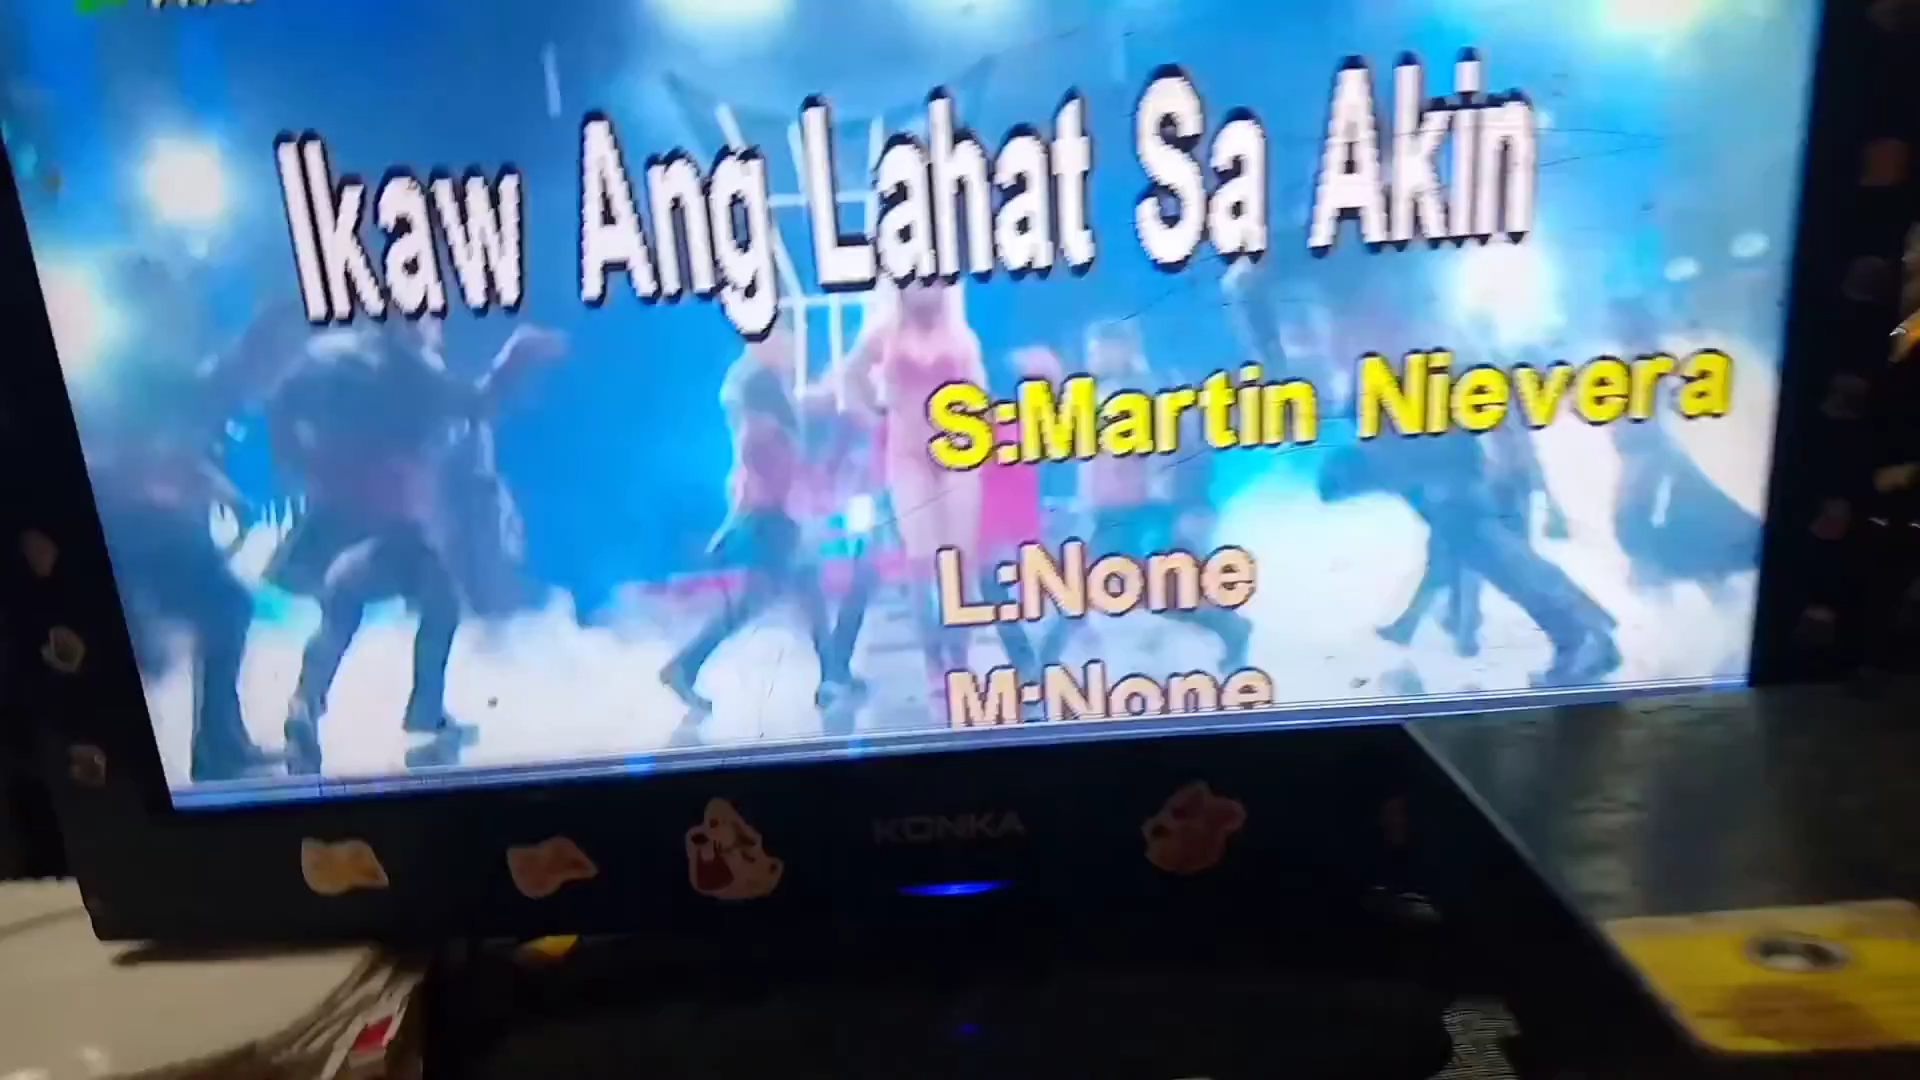 Ikaw Ang Lahat Sa Akin
S:Martin Nievera
L:None
M:None
KONKA